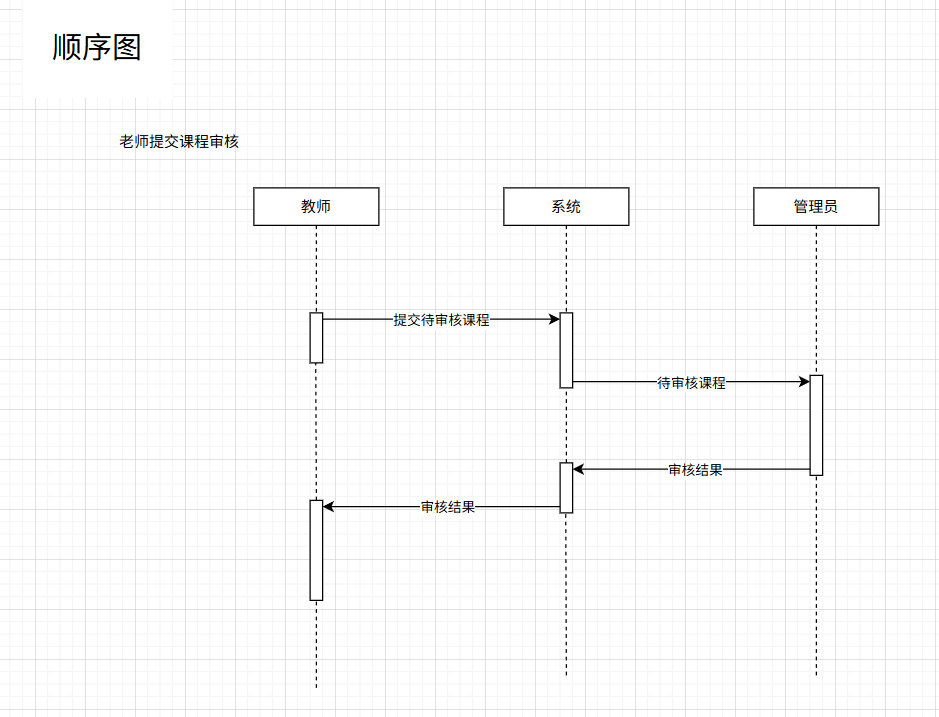 顺序图
老师提交课程审核
教师
系统
管理员
提交待审核课程
待审核课程
审核结果
审核结果